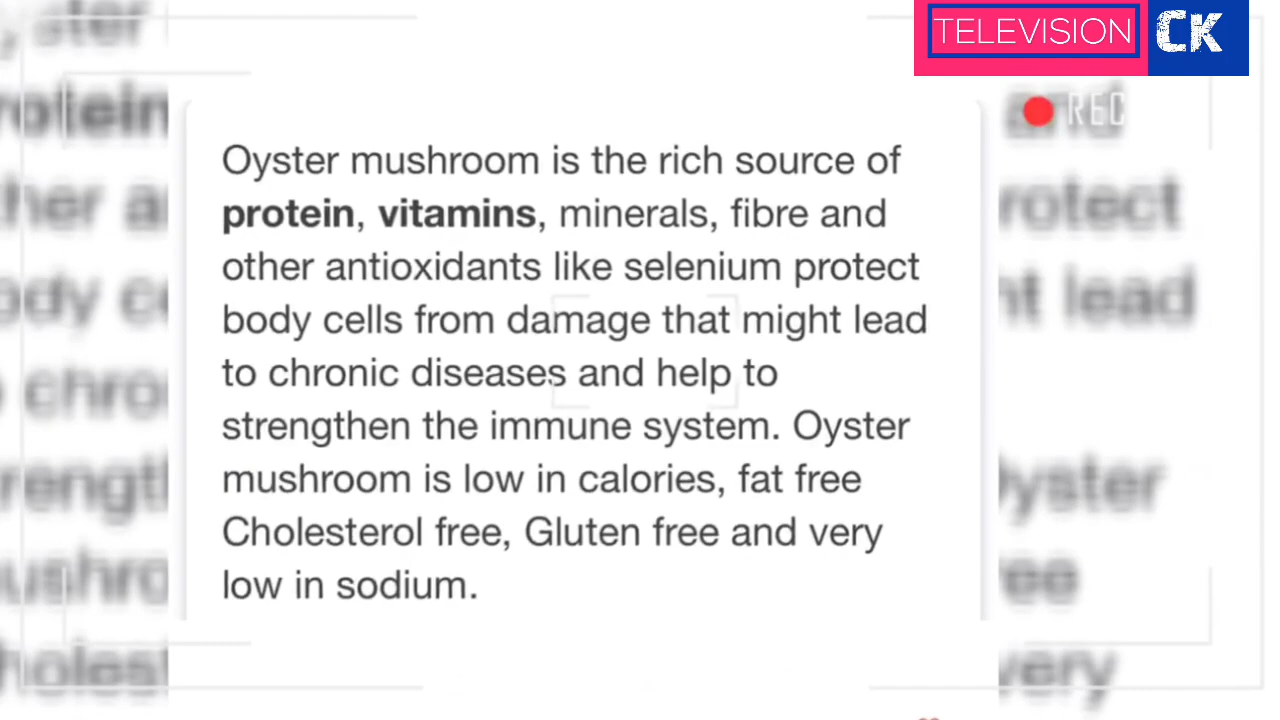 TELEVISION CK
REC
Oyster mushroom is the rich source of
protein, vitamins, minerals, fibre and
other antioxidants like selenium protect
body cells from damage that might lead
to chronic diseases and help to
strengthen the immune system. Oyster
mushroom is low in calories, fat free
Cholesterol free, Gluten free and very
low in sodium.